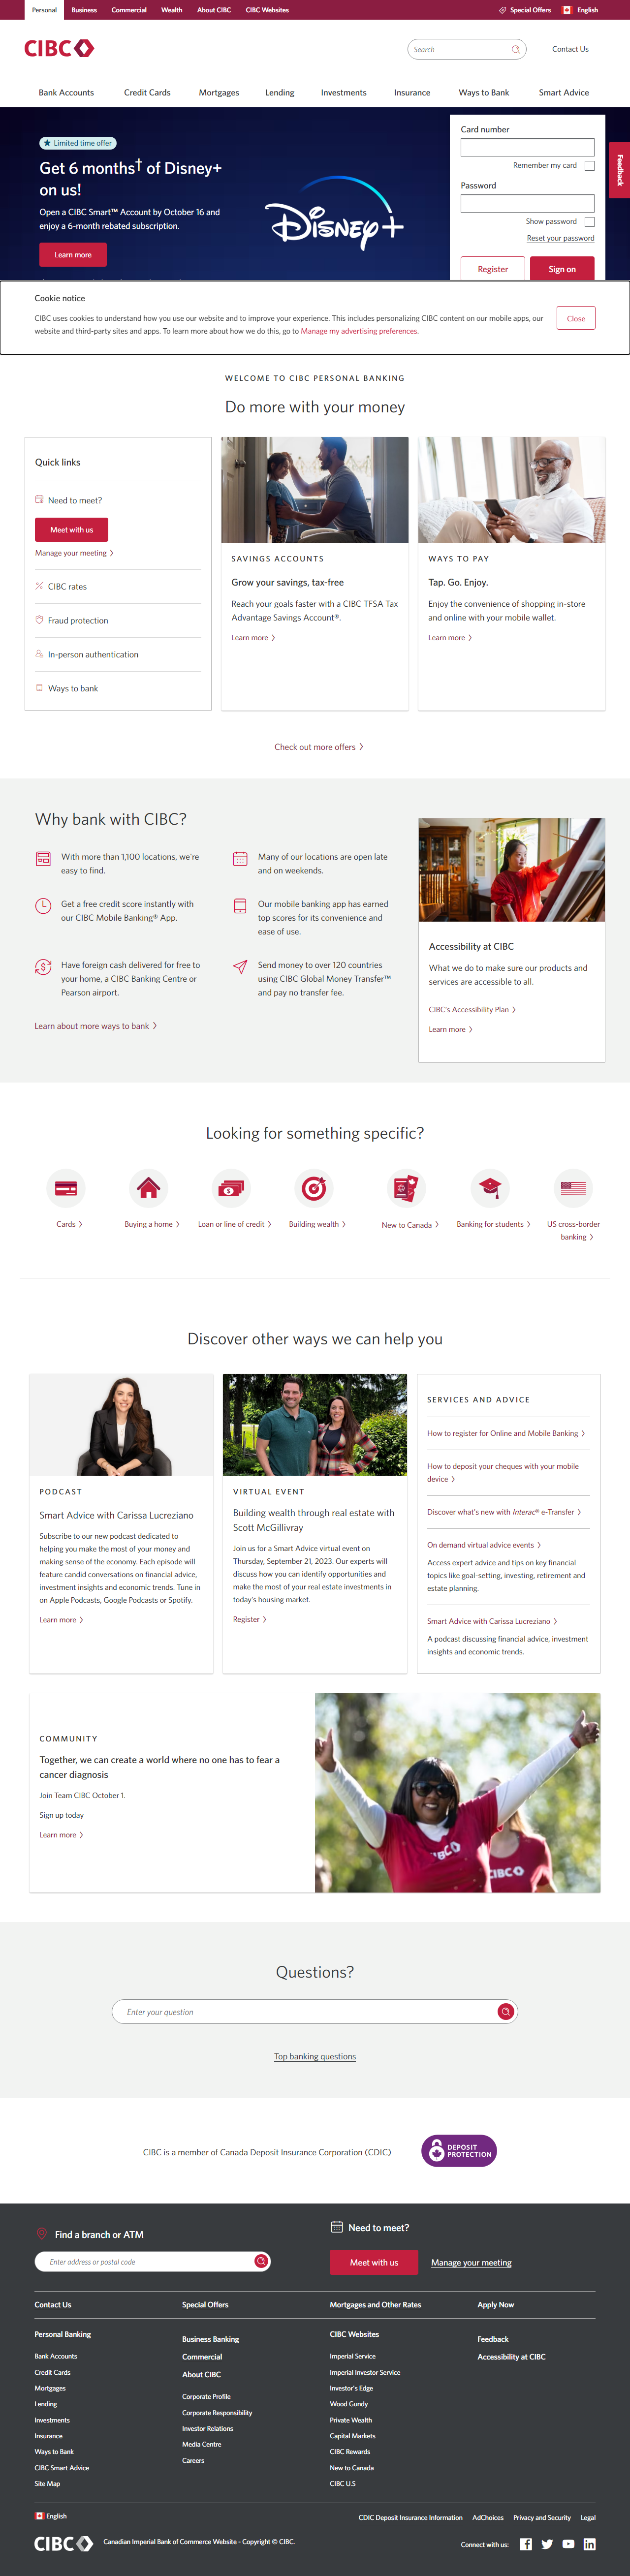 Personal
Business
Commercial
Wealth
About CIBC
CIBC Websites
Special Offers
English
CIBC
Search
Contact Us
Bank Accounts
Credit Cards
Mortgages
Lending
Investments
Insurance
Ways to Bank
Smart Advice
Limited time offer
Get 6 months† of Disney+
on us!
Open a CIBC Smart™ Account by October 16 and
enjoy a 6-month rebated subscription.
Learn more
Disney+
Card number
Remember my card
Password
Show password
Reset your password
Register
Sign on
Feedback
Cookie notice
CIBC uses cookies to understand how you use our website and to improve your experience. This includes personalizing CIBC content on our mobile apps, our
website and third-party sites and apps. To learn more about how we do this, go to Manage my advertising preferences.
Close
WELCOME TO CIBC PERSONAL BANKING
Do more with your money
Quick links
Need to meet?
Meet with us
Manage your meeting
CIBC rates
Fraud protection
In-person authentication
Ways to bank
SAVINGS ACCOUNTS
Grow your savings, tax-free
Reach your goals faster with a CIBC TFSA Tax
Advantage Savings Account®.
Learn more
WAYS TO PAY
Tap. Go. Enjoy.
Enjoy the convenience of shopping in-store
and online with your mobile wallet.
Learn more
Check out more offers
Why bank with CIBC?
With more than 1,100 locations, we're
easy to find.
Many of our locations are open late
and on weekends.
Get a free credit score instantly with
our CIBC Mobile Banking® App.
Our mobile banking app has earned
top scores for its convenience and
ease of use.
Have foreign cash delivered for free to
your home, a CIBC Banking Centre or
Pearson airport.
Send money to over 120 countries
using CIBC Global Money Transfer™
and pay no transfer fee.
Learn about more ways to bank
Accessibility at CIBC
What we do to make sure our products and
services are accessible to all.
CIBC's Accessibility Plan
Learn more
Looking for something specific?
Cards
Buying a home
Loan or line of credit
Building wealth
New to Canada
Banking for students
US cross-border
banking
Discover other ways we can help you
PODCAST
Smart Advice with Carissa Lucreziano
Subscribe to our new podcast dedicated to
helping you make the most of your money and
making sense of the economy. Each episode will
feature candid conversations on financial advice,
investment insights and economic trends. Tune in
on Apple Podcasts, Google Podcasts or Spotify.
Learn more
VIRTUAL EVENT
Building wealth through real estate with
Scott McGillivray
Join us for a Smart Advice virtual event on
Thursday, September 21, 2023. Our experts will
discuss how you can identify opportunities and
make the most of your real estate investments in
today's housing market.
Register
SERVICES AND ADVICE
How to register for Online and Mobile Banking
How to deposit your cheques with your mobile
device
Discover what's new with Interac® e-Transfer
On demand virtual advice events
Access expert advice and tips on key financial
topics like goal-setting, investing, retirement and
estate planning.
Smart Advice with Carissa Lucreziano
A podcast discussing financial advice, investment
insights and economic trends.
COMMUNITY
Together, we can create a world where no one has to fear a
cancer diagnosis
Join Team CIBC October 1.
Sign up today
Learn more
CIBC
CIBC
Questions?
Enter your question
Top banking questions
CIBC is a member of Canada Deposit Insurance Corporation (CDIC)
DEPOSIT
PROTECTION
Find a branch or ATM
Enter address or postal code
Need to meet?
Meet with us
Manage your meeting
Contact Us
Special Offers
Mortgages and Other Rates
Apply Now
Personal Banking
Bank Accounts
Credit Cards
Mortgages
Lending
Investments
Insurance
Ways to Bank
CIBC Smart Advice
Site Map
Business Banking
Commercial
About CIBC
Corporate Profile
Corporate Responsibility
Investor Relations
Media Centre
Careers
CIBC Websites
Imperial Service
Imperial Investor Service
Investor's Edge
Wood Gundy
Private Wealth
Capital Markets
CIBC Rewards
New to Canada
CIBC U.S
Feedback
Accessibility at CIBC
English
CDIC Deposit Insurance Information
AdChoices
Privacy and Security
Legal
CIBC
Canadian Imperial Bank of Commerce Website - Copyright © CIBC.
Connect with us: